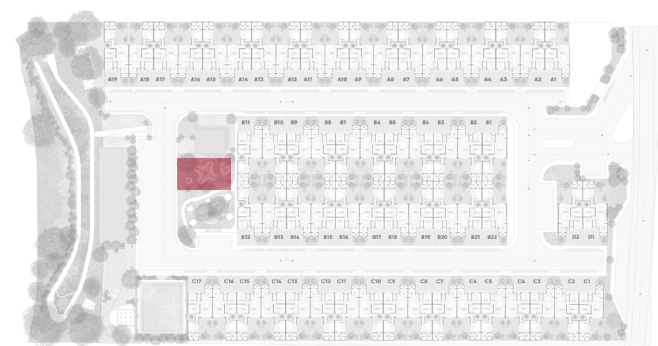 A19 A18 A17 A16 A15 A14 A13 A12 A11 A10 A9 A8 A7 A6 A5 A4 A3 A2 A1
B11 B10 B9 B8 B7 B6 B5 B4 B3 B2 B1
B12 B13 B14 B15 B16 B17 B18 B19 B20 B21 B22
D2 D1
C17 C16 C15 C14 C13 C12 C11 C10 C9 C8 C7 C6 C5 C4 C3 C2 C1